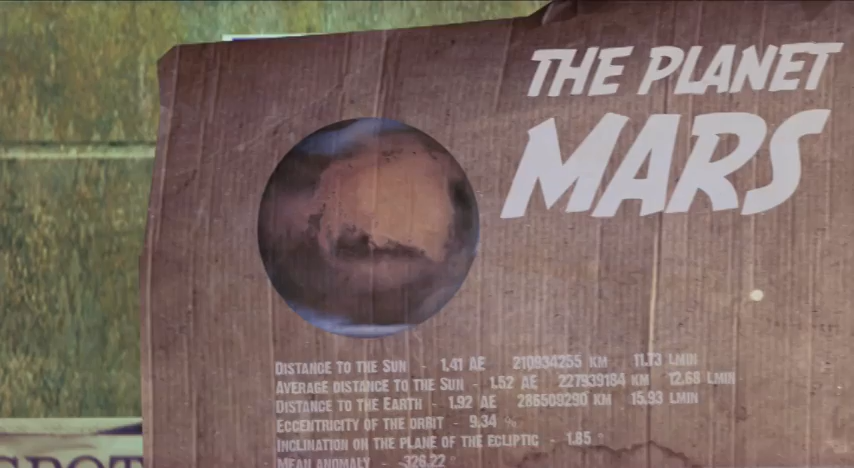 THE PLANET
MARS
DISTANCE TO THE SUN - 1,41 AE 210934255 KM 11.73 LMIN
AVERAGE DISTANCE TO THE SUN - 1.52 AE 227939184 KM 12.68 LMIN
DISTANCE TO THE EARTH - 1.92 AE 286509290 KM 15.93 LMIN
ECCENTRICITY OF THE ORBIT - 9.34 %
INCLINATION ON THE PLANE OF THE ECLIPTIC - 1.85 °
MEAN ANOMALY - -326.22 °